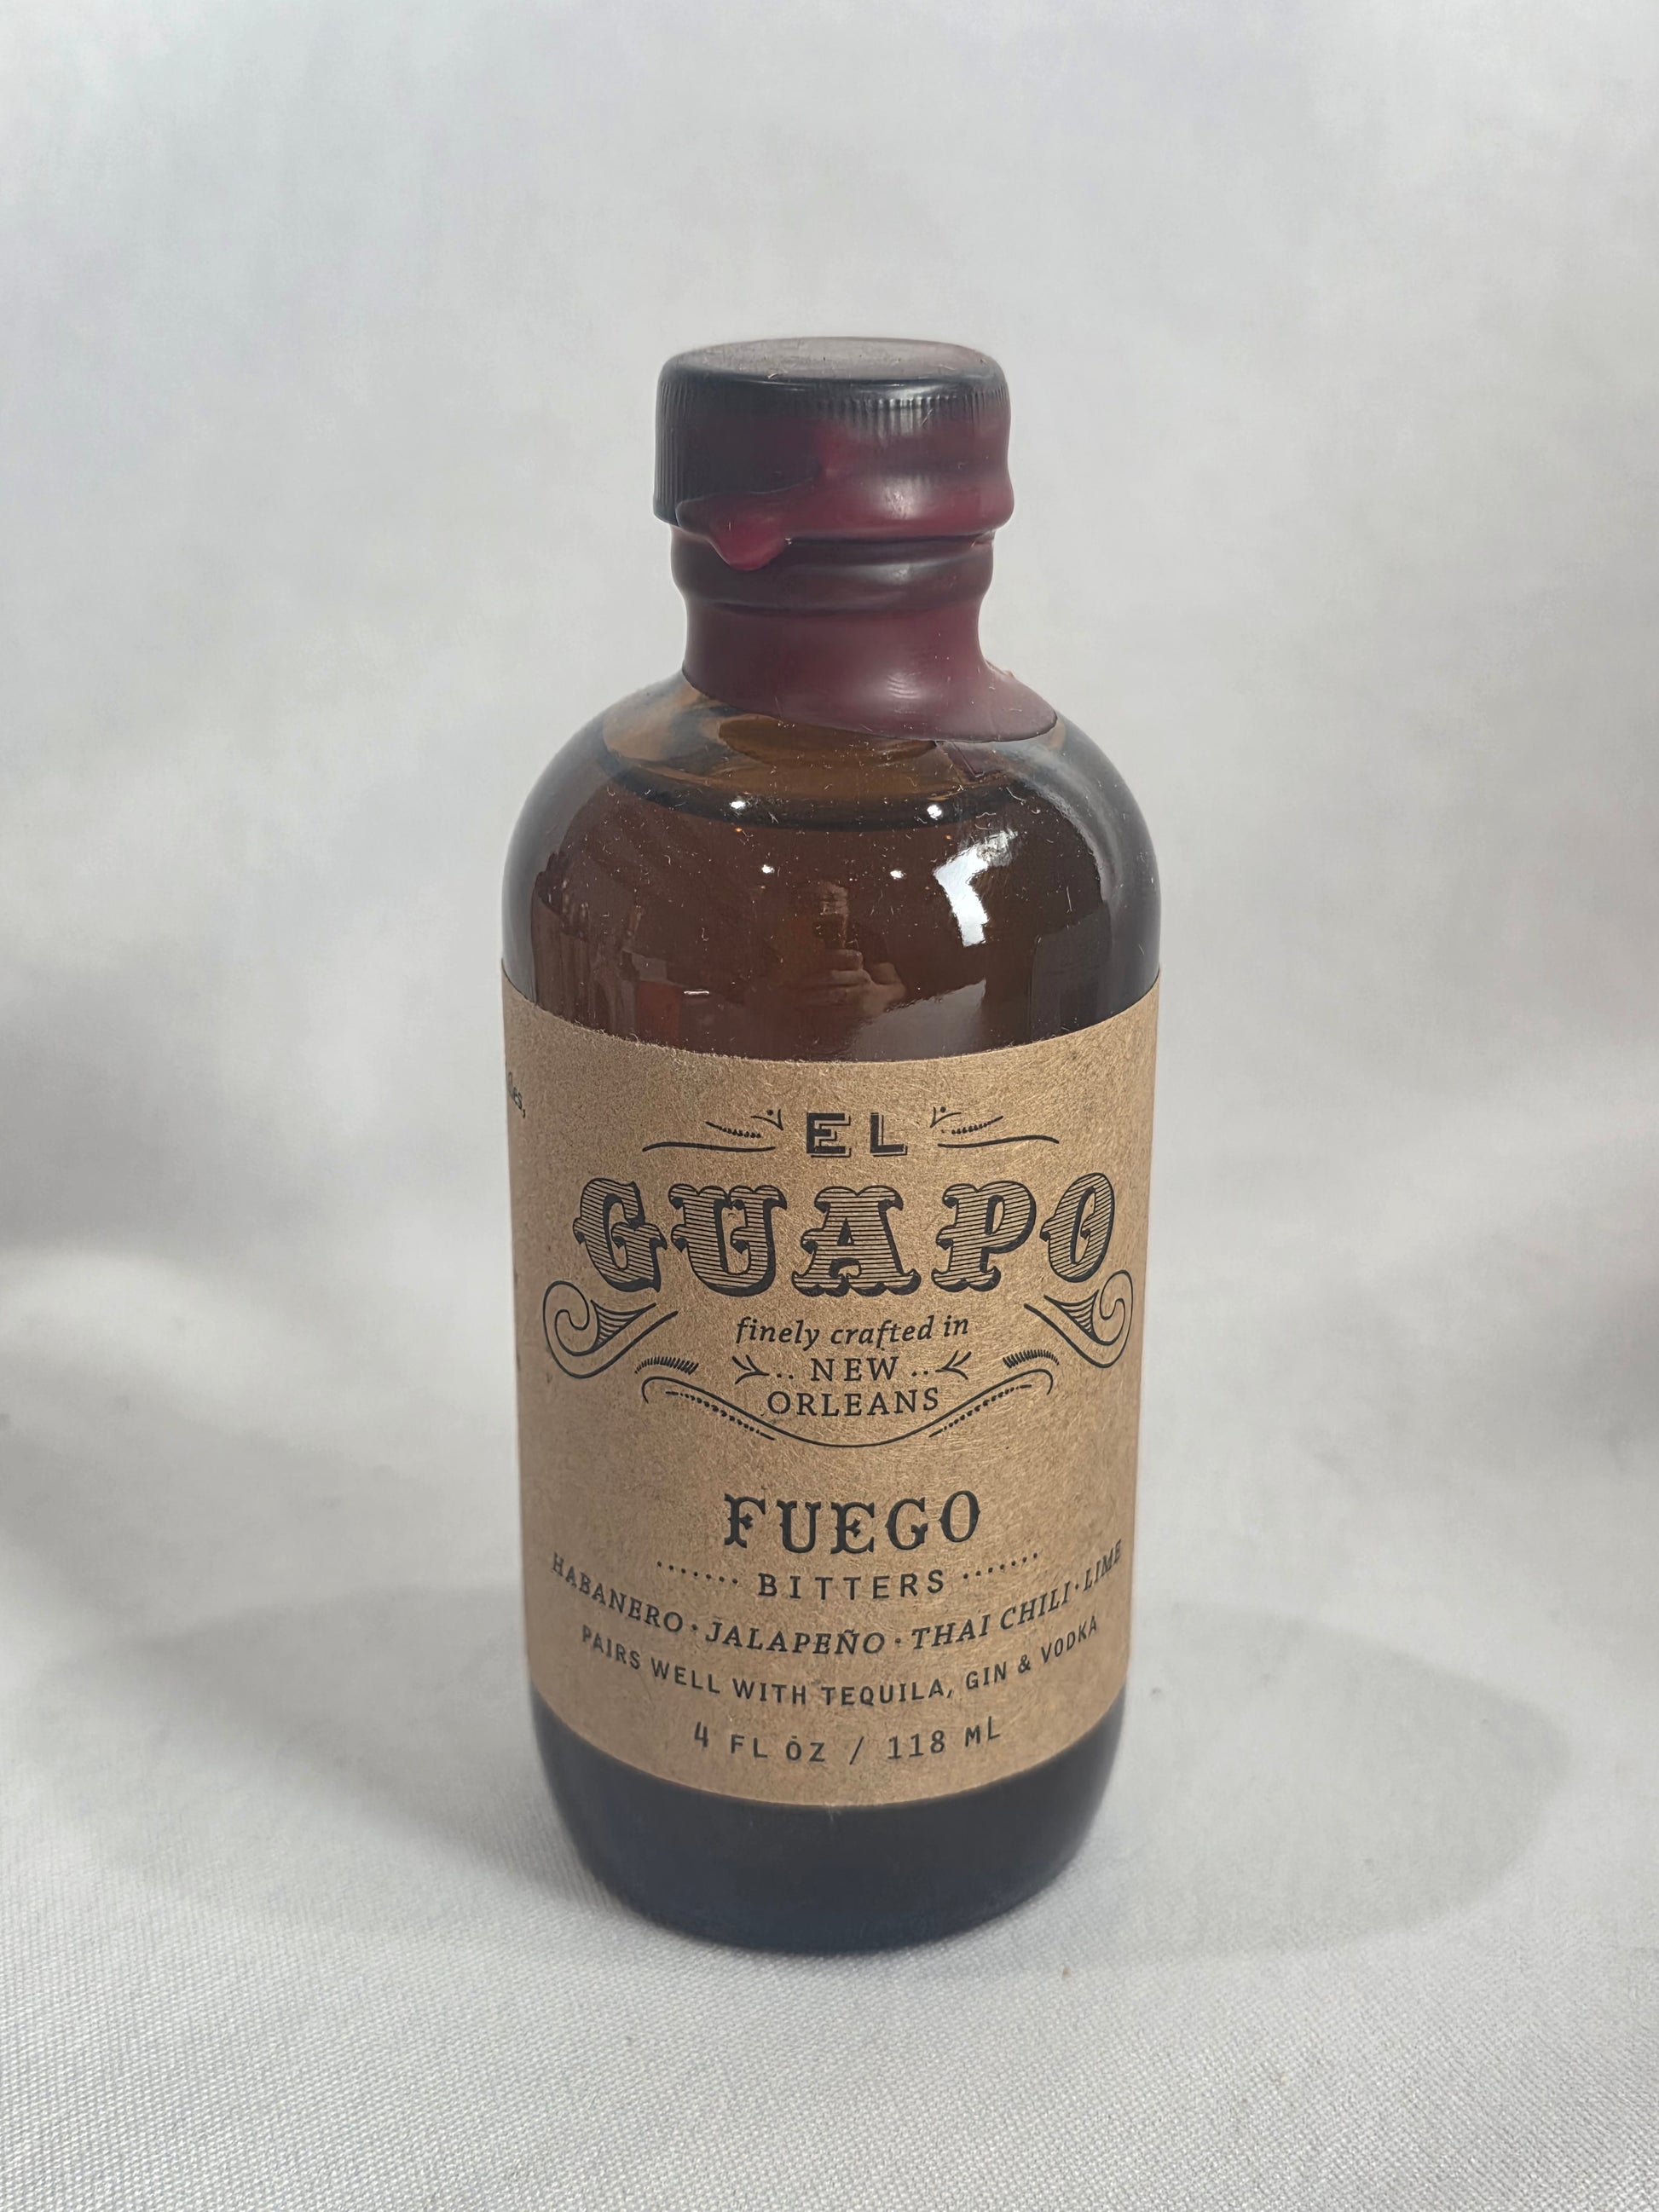 des,
EL
GUAPO
finely crafted in
NEW
ORLEANS
FUEGO
BITTERS
HABANERO · JALAPEÑO · THAI CHILI · LIME
PAIRS WELL WITH TEQUILA, GIN & VODKA
4 FL OZ / 118 mL